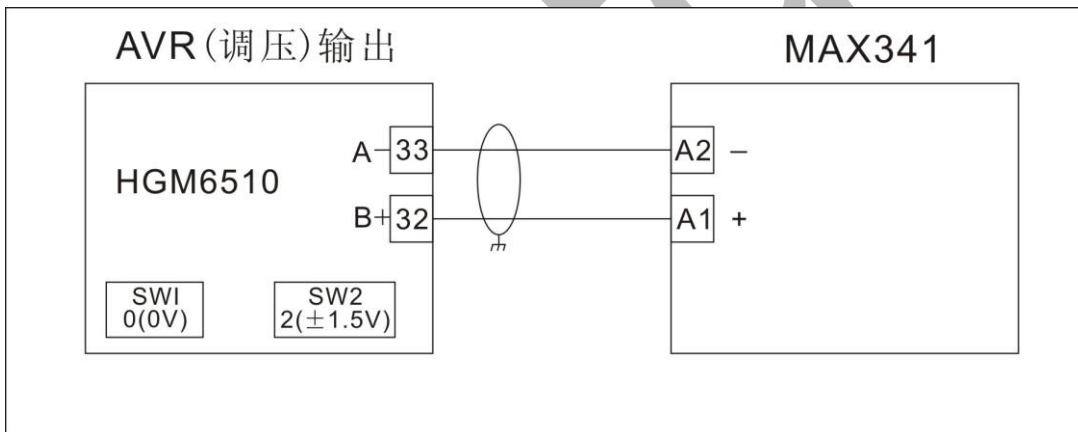 AVR(调压)输出
MAX341
A- 33
A2 －
HGM6510
B+ 32
A1 +
SWI
0(0V)
SW2
2(±1.5V)